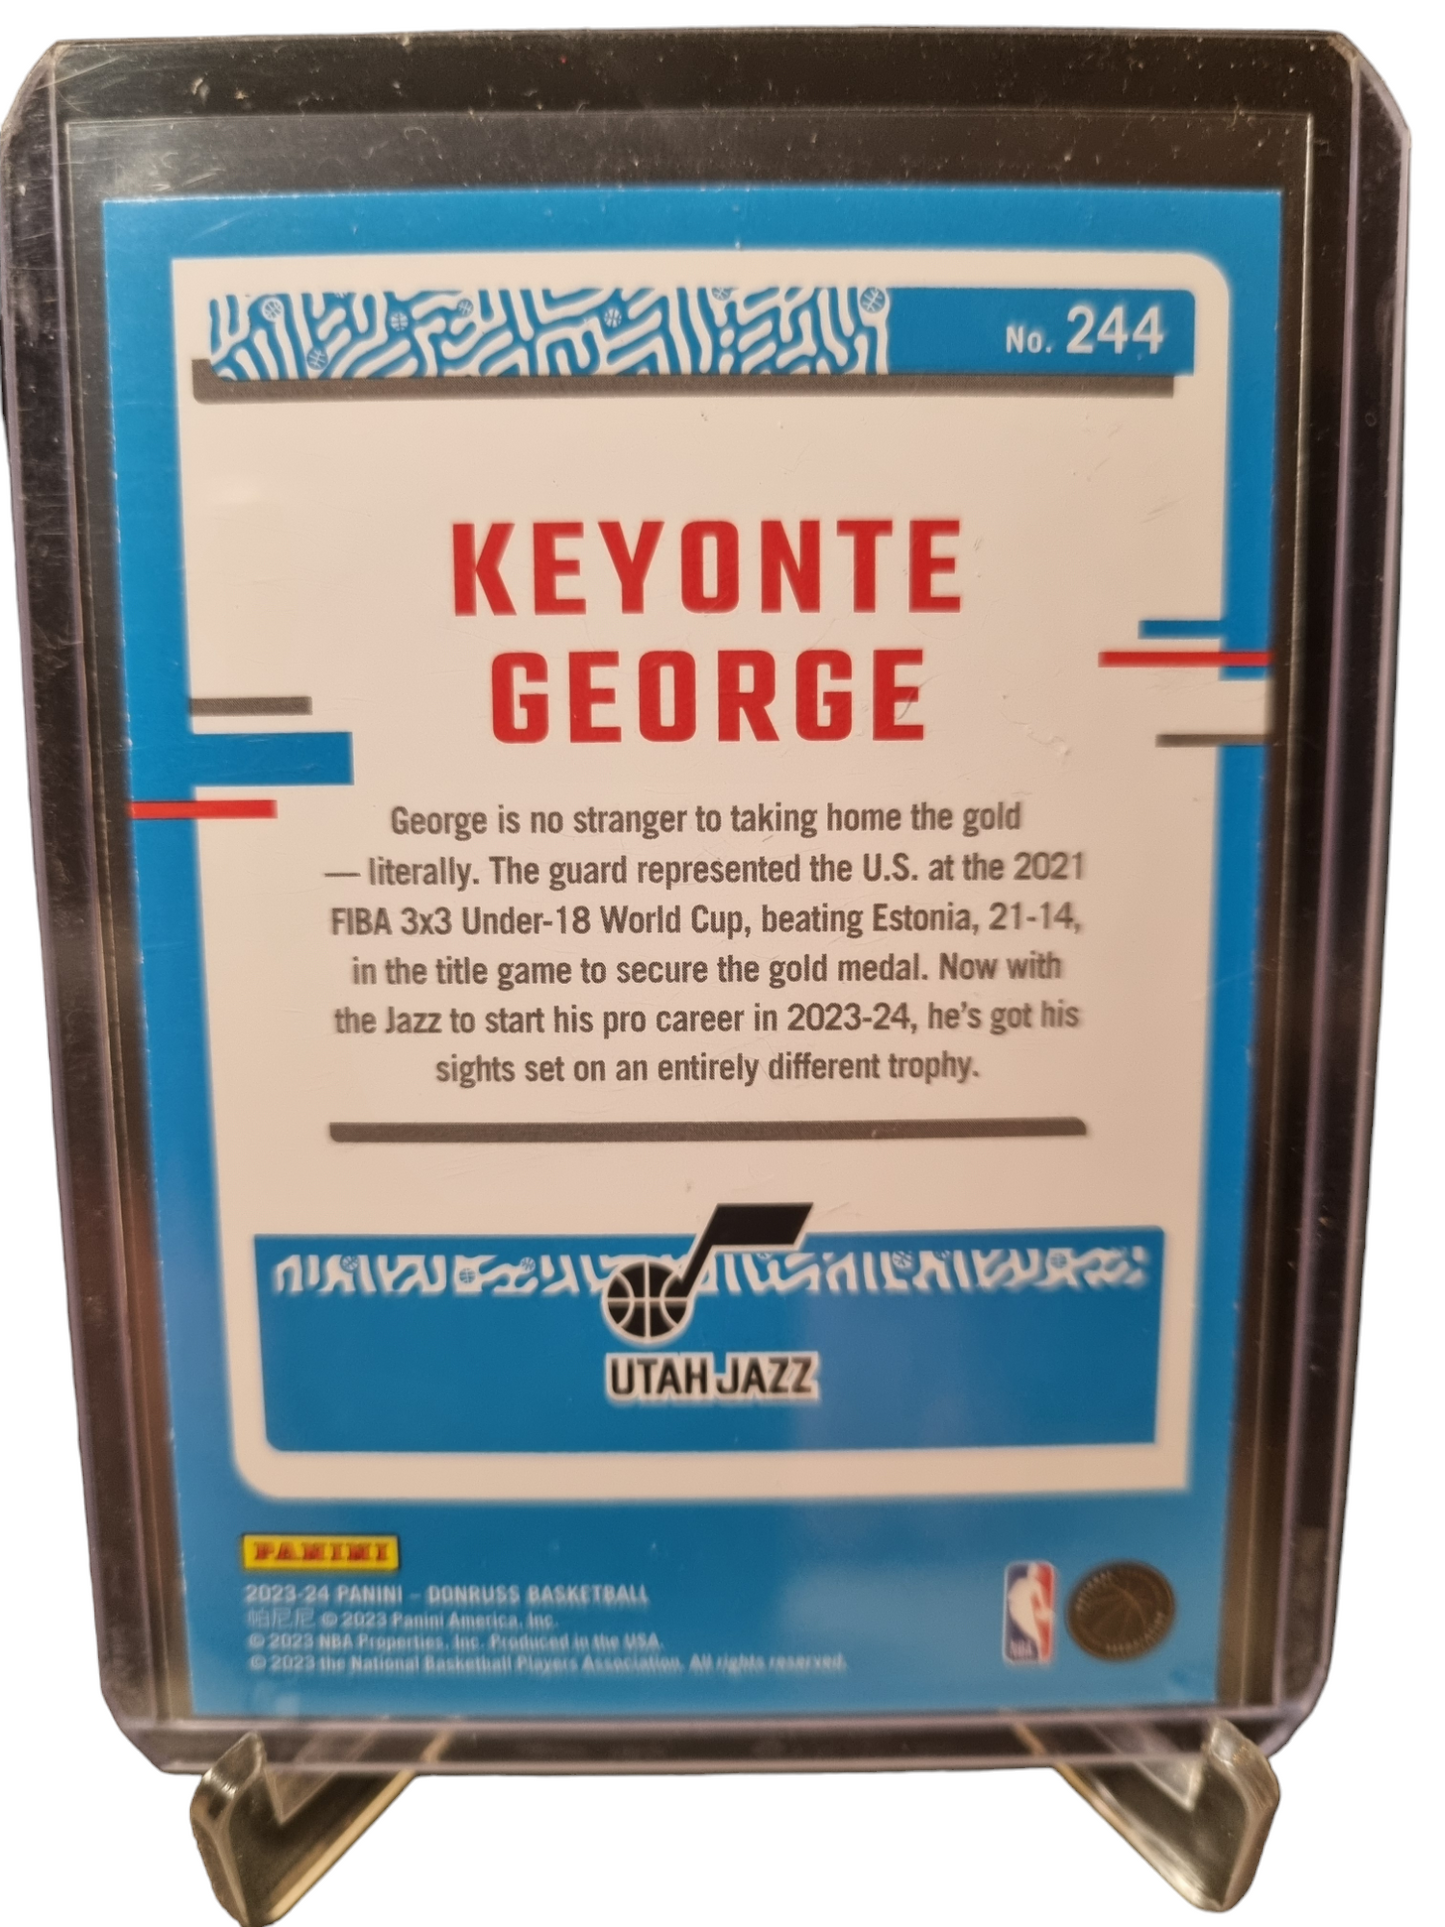 No. 244
KEYONTE
GEORGE
George is no stranger to taking home the gold
— literally. The guard represented the U.S. at the 2021
FIBA 3x3 Under-18 World Cup, beating Estonia, 21-14,
in the title game to secure the gold medal. Now with
the Jazz to start his pro career in 2023-24, he's got his
sights set on an entirely different trophy.
UTAH JAZZ
PANINI
2023-24 PANINI – DONRUSS BASKETBALL
帕尼尼 © 2023 Panini America, Inc.
© 2023 NBA Properties, Inc. Produced in the USA.
© 2023 the National Basketball Players Association. All rights reserved.
NBA